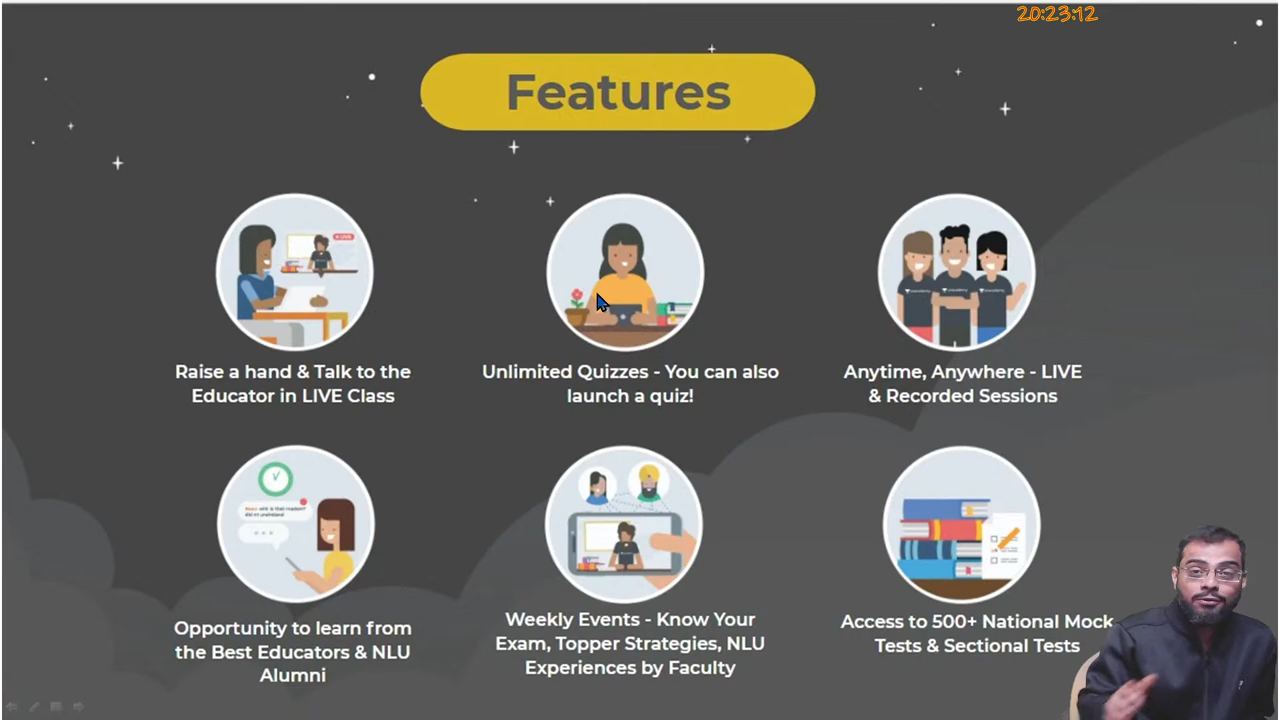 20:23:12
Features
LIVE
Raise a hand & Talk to the
Educator in LIVE Class
Unlimited Quizzes - You can also
launch a quiz!
Anytime, Anywhere - LIVE
& Recorded Sessions
Opportunity to learn from
the Best Educators & NLU
Alumni
Weekly Events - Know Your
Exam, Topper Strategies, NLU
Experiences by Faculty
Access to 500+ National Mock
Tests & Sectional Tests